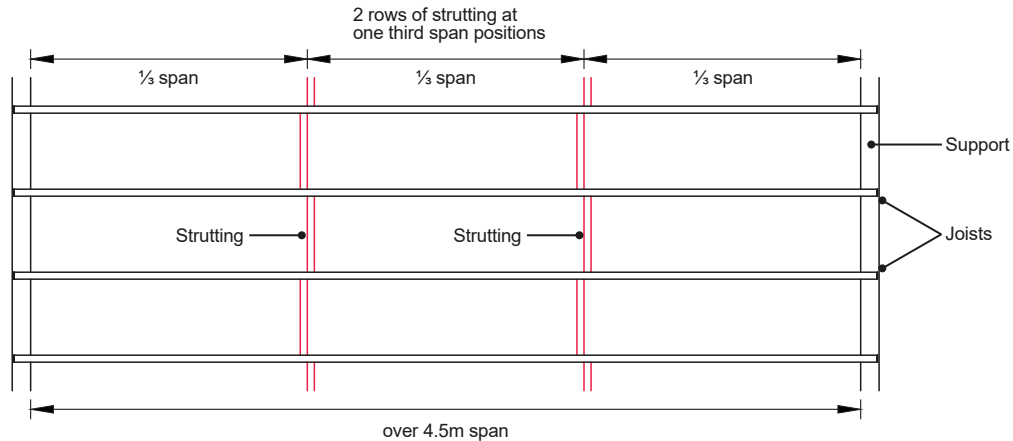 2 rows of strutting at
one third span positions
⅓ span
⅓ span
⅓ span
Support
Strutting
Strutting
Joists
over 4.5m span